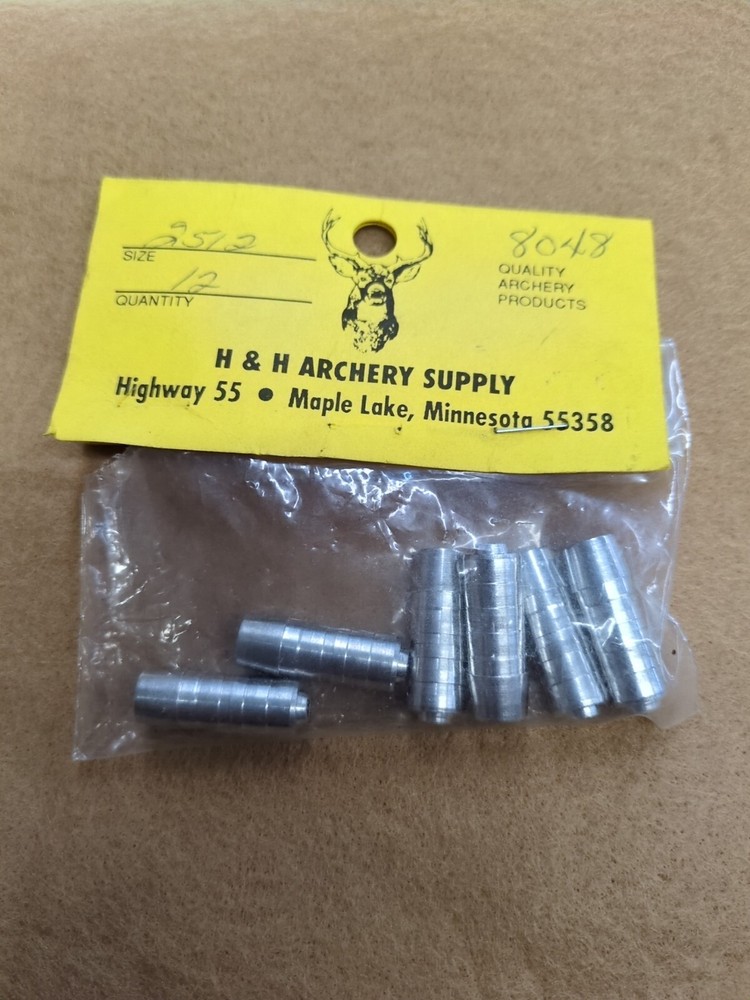 2512
SIZE
12
QUANTITY
8048
QUALITY
ARCHERY
PRODUCTS
H & H ARCHERY SUPPLY
Highway 55 • Maple Lake, Minnesota 55358